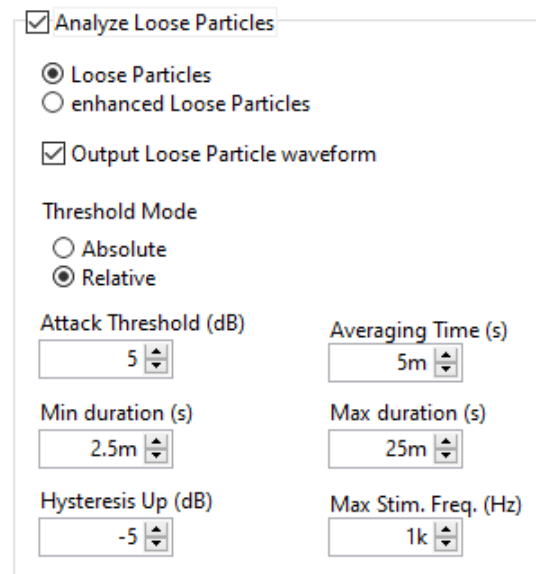 Analyze Loose Particles
Loose Particles
enhanced Loose Particles
Output Loose Particle waveform
Threshold Mode
Absolute
Relative
Attack Threshold (dB)
Averaging Time (s)
5
5m
Min duration (s)
Max duration (s)
2.5m
25m
Hysteresis Up (dB)
Max Stim. Freq. (Hz)
-5
1k